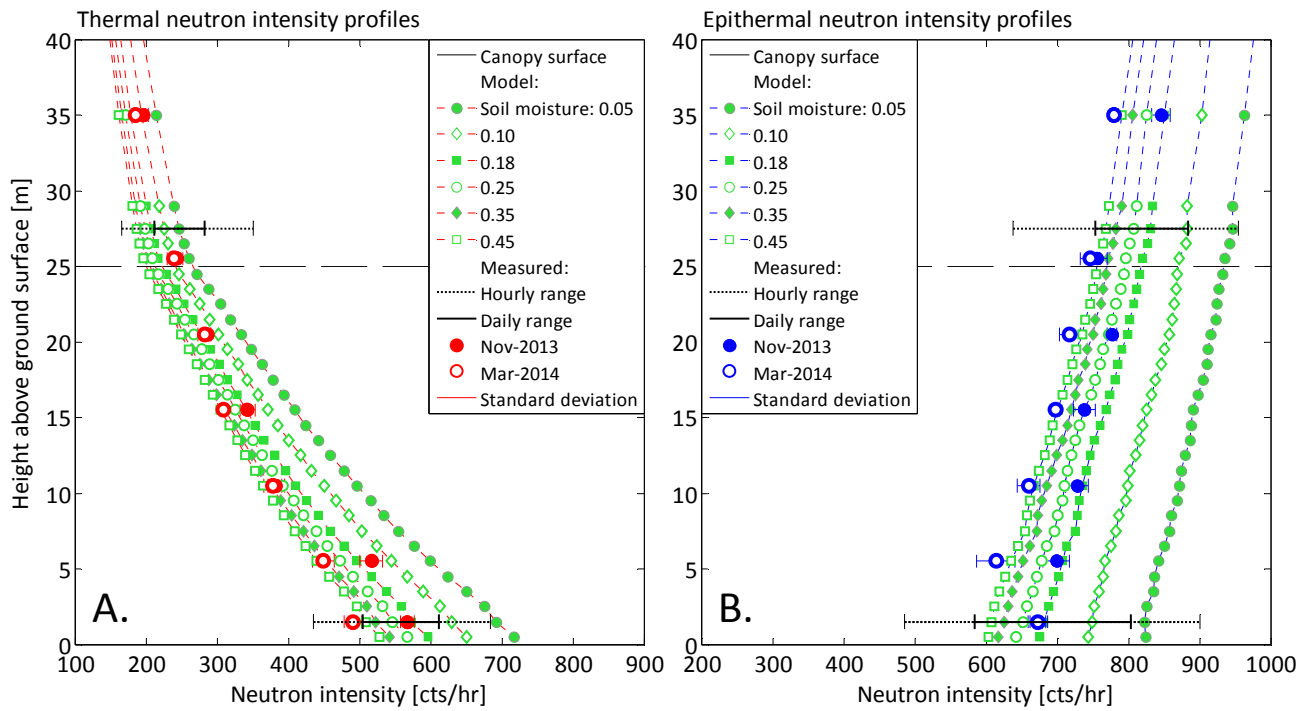 Thermal neutron intensity profiles
Epithermal neutron intensity profiles
Height above ground surface [m]
40
35
30
25
20
15
10
5
0
100 200 300 400 500 600 700 800 900
Neutron intensity [cts/hr]
A.
Canopy surface
Model:
Soil moisture: 0.05
0.10
0.18
0.25
0.35
0.45
Measured:
Hourly range
Daily range
Nov-2013
Mar-2014
Standard deviation
40
35
30
25
20
15
10
5
0
200 300 400 500 600 700 800 900 1000
Neutron intensity [cts/hr]
B.
Canopy surface
Model:
Soil moisture: 0.05
0.10
0.18
0.25
0.35
0.45
Measured:
Hourly range
Daily range
Nov-2013
Mar-2014
Standard deviation